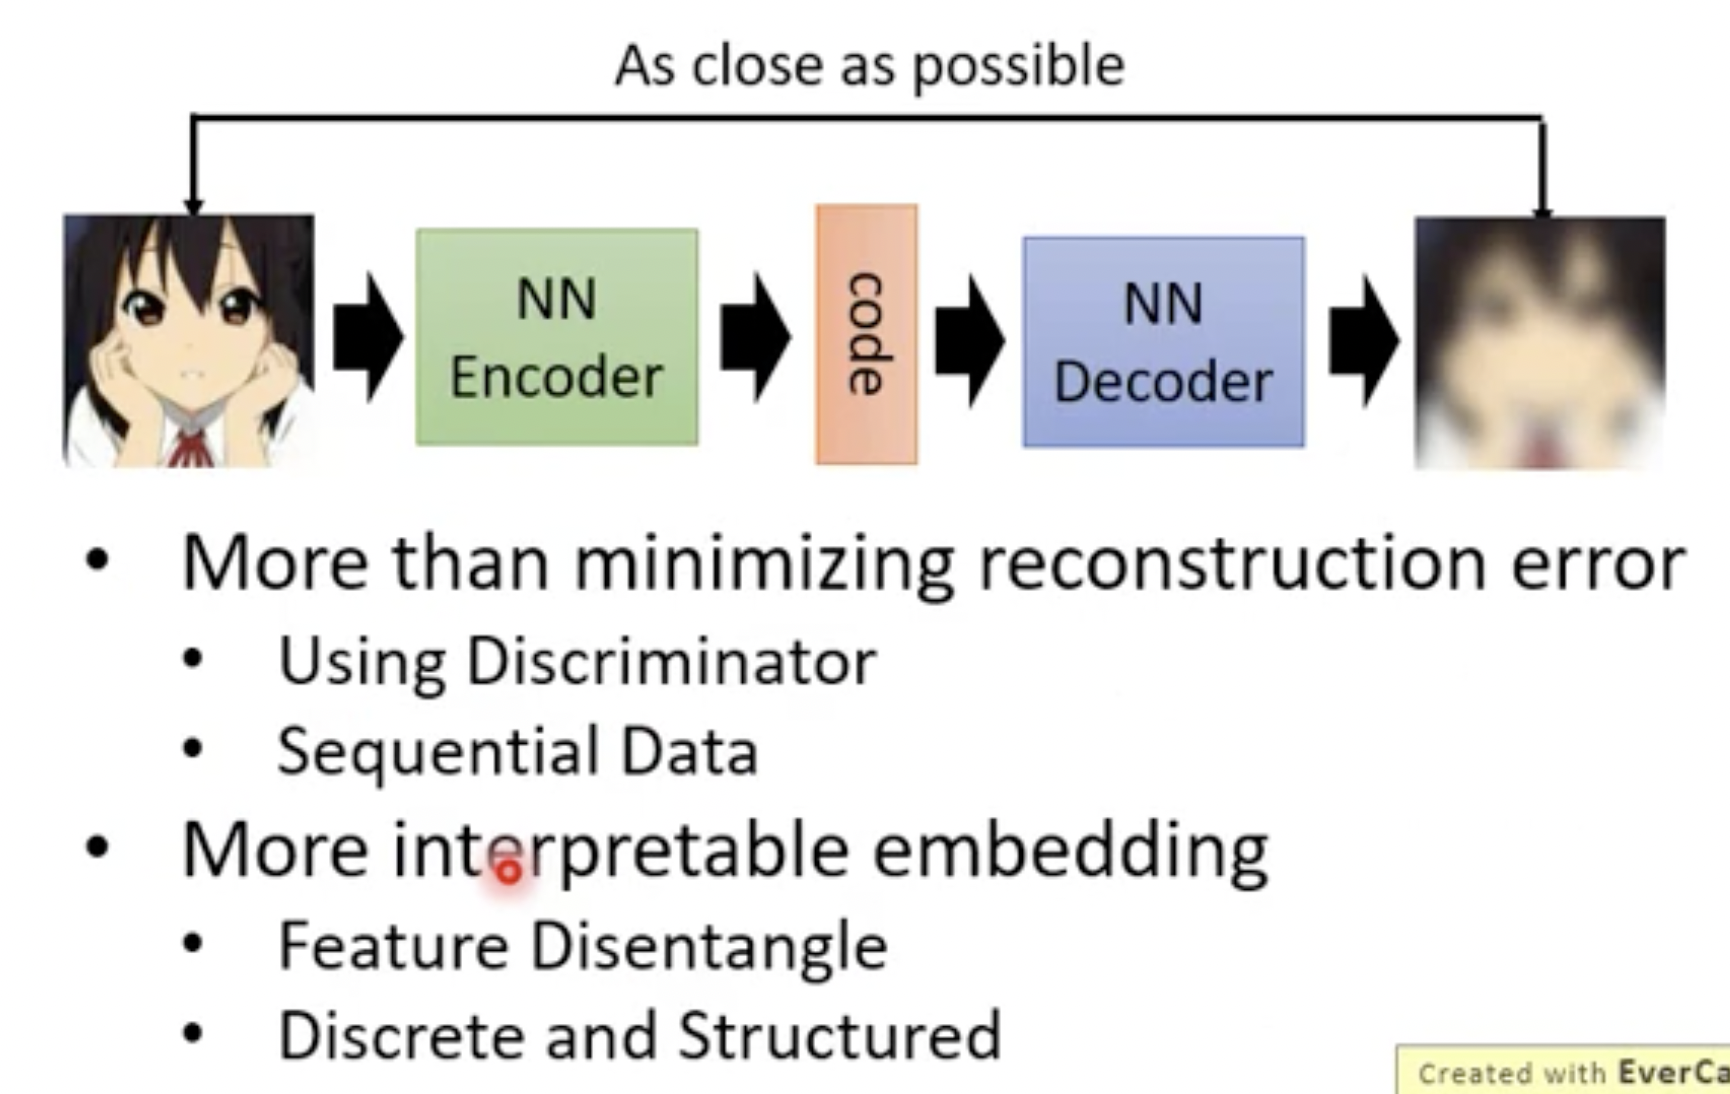 As close as possible
NN
Encoder
code
NN
Decoder
• More than minimizing reconstruction error
• Using Discriminator
• Sequential Data
• More interpretable embedding
• Feature Disentangle
• Discrete and Structured
Created with EverCa